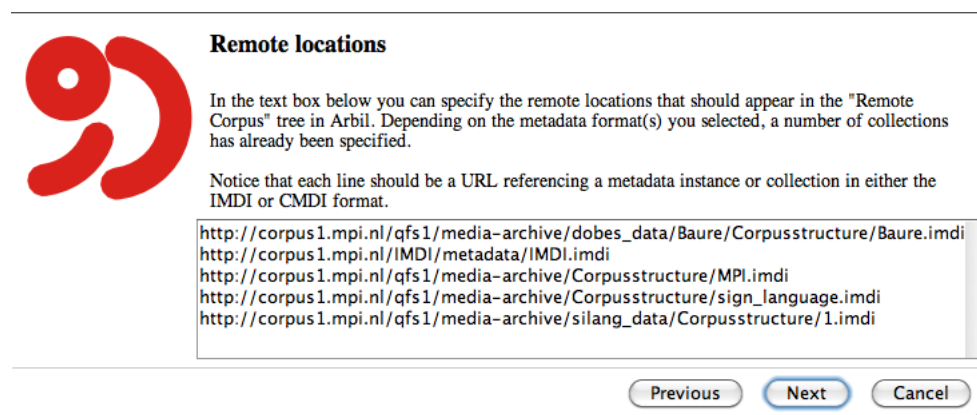 Remote locations
In the text box below you can specify the remote locations that should appear in the "Remote
Corpus" tree in Arbil. Depending on the metadata format(s) you selected, a number of collections
has already been specified.
Notice that each line should be a URL referencing a metadata instance or collection in either the
IMDI or CMDI format.
http://corpus1.mpi.nl/qfs1/media-archive/dobes_data/Baure/Corpusstructure/Baure.imdi
http://corpus1.mpi.nl/IMDI/metadata/IMDI.imdi
http://corpus1.mpi.nl/qfs1/media-archive/Corpusstructure/MPI.imdi
http://corpus1.mpi.nl/qfs1/media-archive/Corpusstructure/sign_language.imdi
http://corpus1.mpi.nl/qfs1/media-archive/silang_data/Corpusstructure/1.imdi
Previous Next Cancel